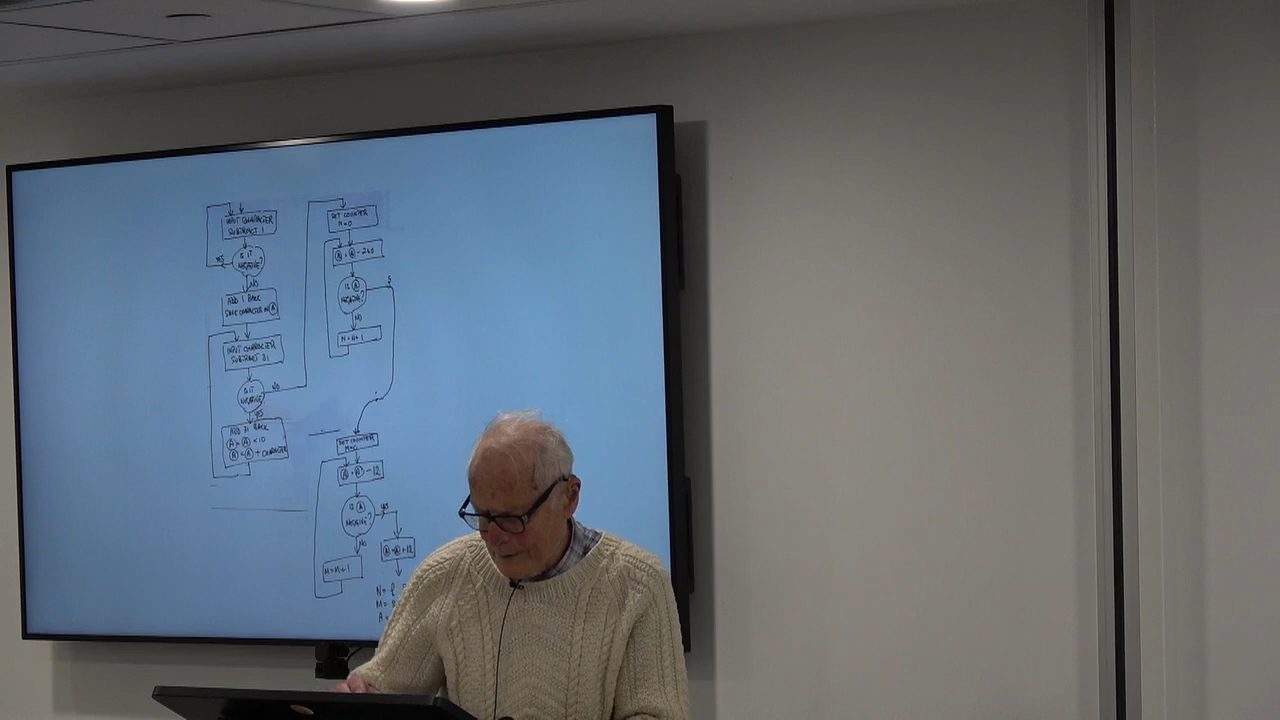 INPUT CHARACTER
SUBTRACT 1
IS IT
NEGATIVE?
YES
NO
ADD 1 BACK
SAVE CHARACTER IN A
INPUT CHARACTER
SUBTRACT 31
IS IT
NEGATIVE
NO
YES
ADD 31 BACK
A = A × 10
A = A + CHARACTER
SET COUNTER
N=0
A = A - 240
IS A
NEGATIVE?
NO
N=N+1
SET COUNTER
M=0
A = A - 12
IS A
NEGATIVE?
YES
NO
A = A + 12
M=M+1
N=
M=
A =